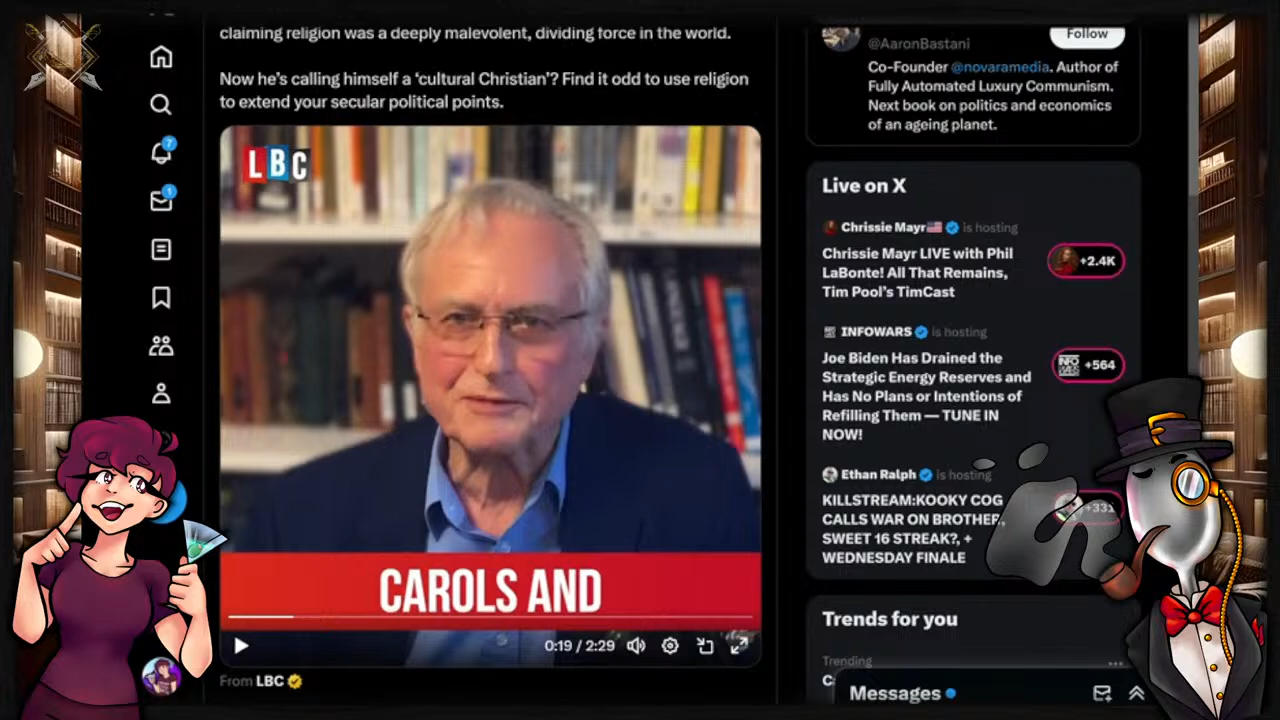 claiming religion was a deeply malevolent, dividing force in the world.
Now he's calling himself a 'cultural Christian'? Find it odd to use religion
to extend your secular political points.
LBC
CAROLS AND
0:19 / 2:29
From LBC
7
1
Follow
@AaronBastani
Co-Founder @novaramedia. Author of
Fully Automated Luxury Communism.
Next book on politics and economics
of an ageing planet.
Live on X
Chrissie Mayr is hosting
Chrissie Mayr LIVE with Phil
LaBonte! All That Remains,
Tim Pool's TimCast
+2.4K
INFOWARS is hosting
Joe Biden Has Drained the
Strategic Energy Reserves and
Has No Plans or Intentions of
Refilling Them — TUNE IN
NOW!
+564
Ethan Ralph is hosting
KILLSTREAM:KOOKY COG
CALLS WAR ON BROTHER,
SWEET 16 STREAK?, +
WEDNESDAY FINALE
+331
Trends for you
Trending
Messages